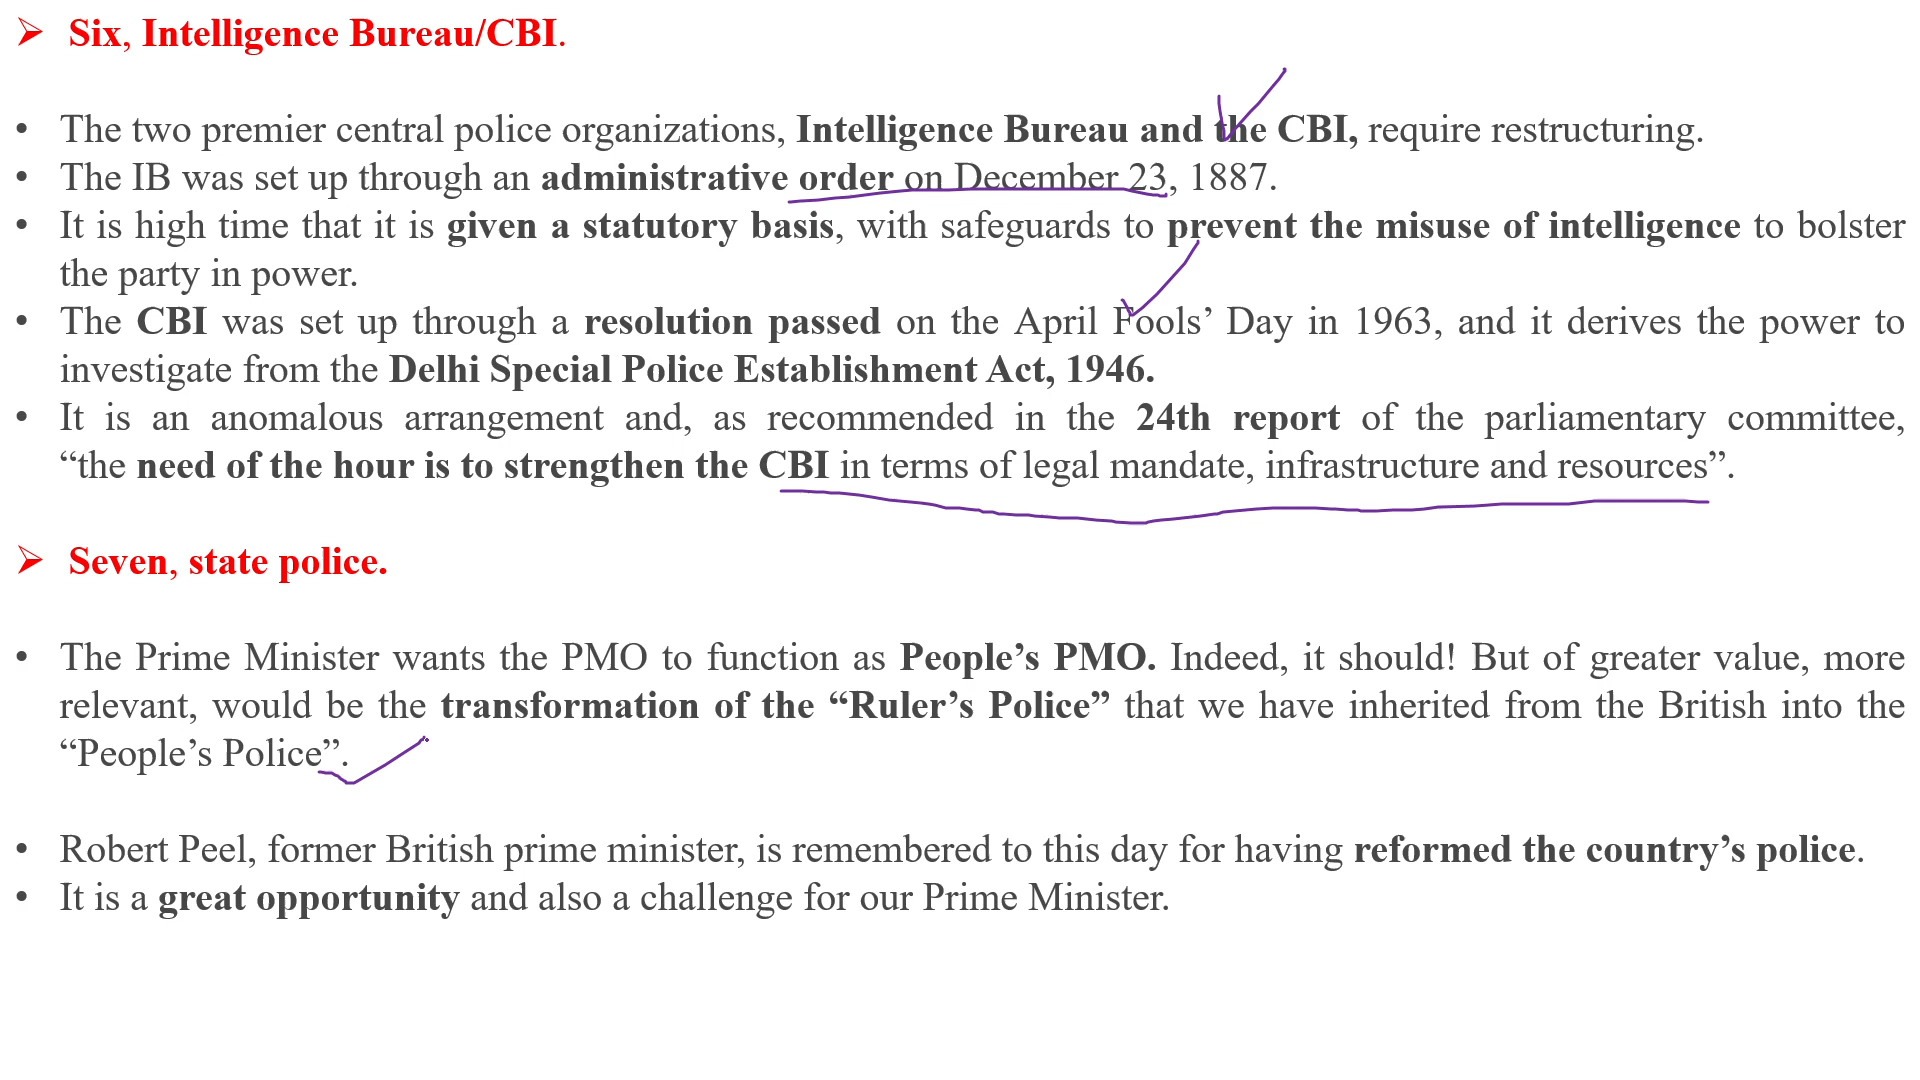 ➢ Six, Intelligence Bureau/CBI.
• The two premier central police organizations, Intelligence Bureau and the CBI, require restructuring.
• The IB was set up through an administrative order on December 23, 1887.
• It is high time that it is given a statutory basis, with safeguards to prevent the misuse of intelligence to bolster
the party in power.
• The CBI was set up through a resolution passed on the April Fools’ Day in 1963, and it derives the power to
investigate from the Delhi Special Police Establishment Act, 1946.
• It is an anomalous arrangement and, as recommended in the 24th report of the parliamentary committee,
“the need of the hour is to strengthen the CBI in terms of legal mandate, infrastructure and resources”.
➢ Seven, state police.
• The Prime Minister wants the PMO to function as People’s PMO. Indeed, it should! But of greater value, more
relevant, would be the transformation of the “Ruler’s Police” that we have inherited from the British into the
“People’s Police”.
• Robert Peel, former British prime minister, is remembered to this day for having reformed the country’s police.
• It is a great opportunity and also a challenge for our Prime Minister.